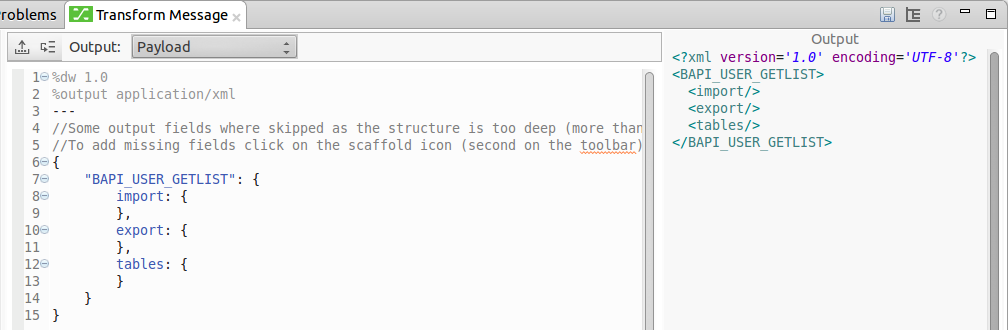 roblems
Transform Message
Output: Payload
Output
1 %dw 1.0
2 %output application/xml
3 ---
4 //Some output fields where skipped as the structure is too deep (more than
5 //To add missing fields click on the scaffold icon (second on the toolbar)
6 {
7 "BAPI_USER_GETLIST": {
8 import: {
9 },
10 export: {
11 },
12 tables: {
13 }
14 }
15 }
<?xml version='1.0' encoding='UTF-8'?>
<BAPI_USER_GETLIST>
<import/>
<export/>
<tables/>
</BAPI_USER_GETLIST>